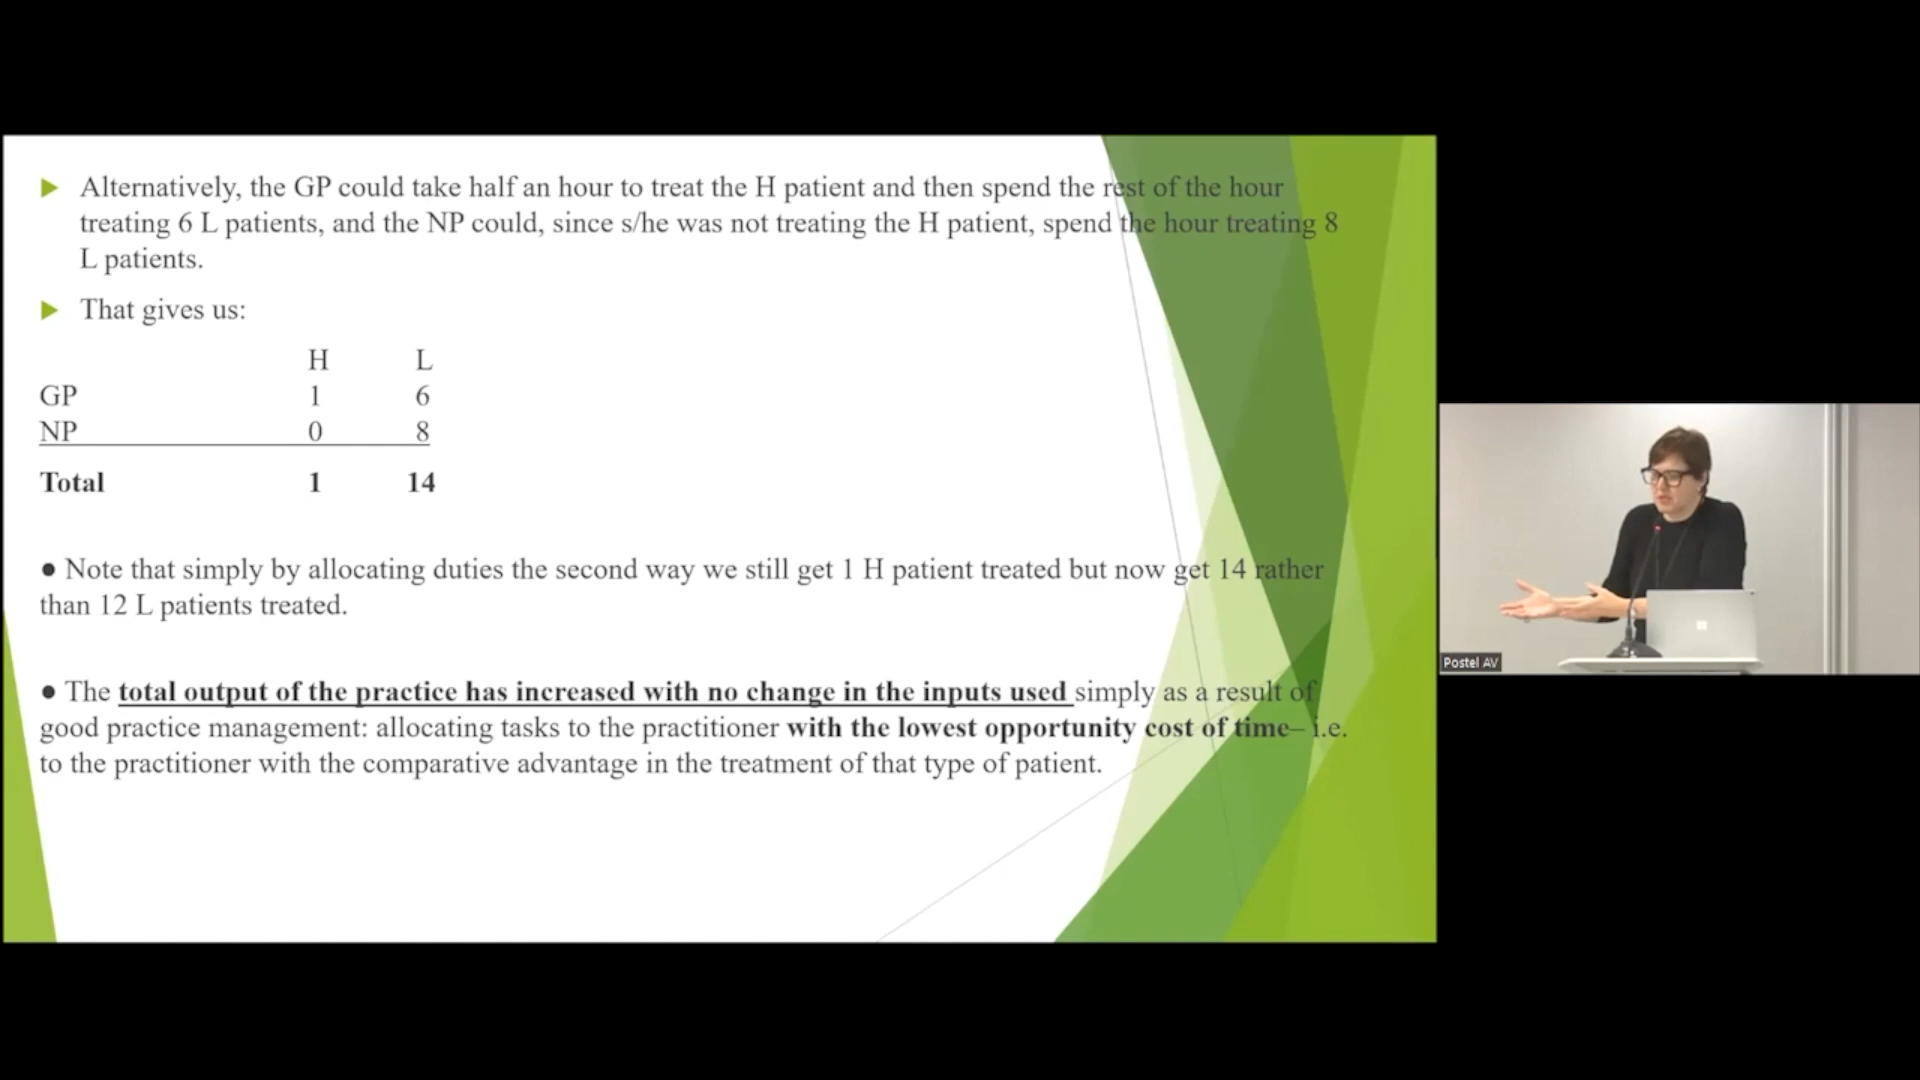 Alternatively, the GP could take half an hour to treat the H patient and then spend the rest of the hour
treating 6 L patients, and the NP could, since s/he was not treating the H patient, spend the hour treating 8
L patients.
That gives us:
H L
GP 1 6
NP 0 8
Total 1 14
● Note that simply by allocating duties the second way we still get 1 H patient treated but now get 14 rather
than 12 L patients treated.
● The total output of the practice has increased with no change in the inputs used simply as a result of
good practice management: allocating tasks to the practitioner with the lowest opportunity cost of time– i.e.
to the practitioner with the comparative advantage in the treatment of that type of patient.
Postel AV